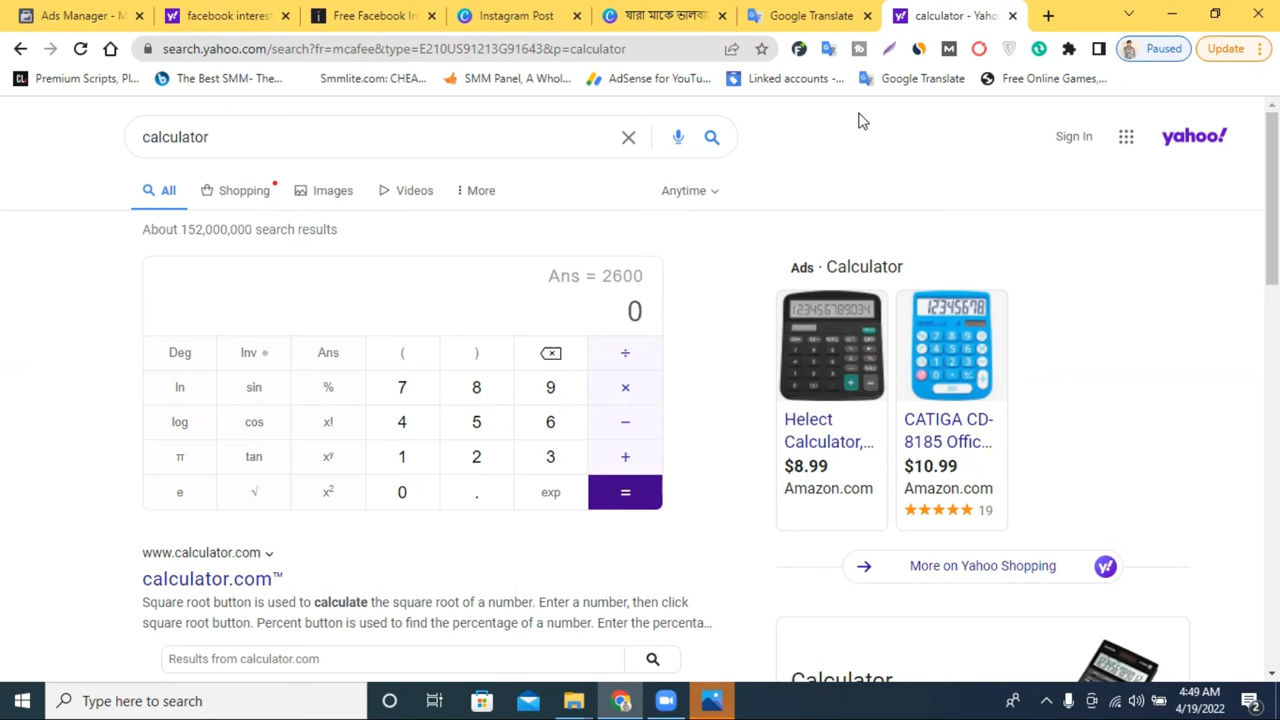 Ads Manager - M
facebook interes
Free Facebook In
Instagram Post
যারা মাকে ভালবা
Google Translate
calculator - Yaho
search.yahoo.com/search?fr=mcafee&type=E210US91213G91643&p=calculator
Paused
Update
Premium Scripts, Pl...
The Best SMM- The...
Smmlite.com: CHEA...
SMM Panel, A Whol...
AdSense for YouTu...
Linked accounts -...
Google Translate
Free Online Games,...
calculator
Sign In
yahoo!
All
Shopping
Images
Videos
More
Anytime
About 152,000,000 search results
Ans = 2600
0
Deg Inv Ans ( ) ÷
ln sin % 7 8 9 ×
log cos x! 4 5 6 −
π tan xʸ 1 2 3 +
e √ x² 0 . exp =
www.calculator.com
calculator.com™
Square root button is used to calculate the square root of a number. Enter a number, then click
square root button. Percent button is used to find the percentage of a number. Enter the percenta...
Results from calculator.com
Ads · Calculator
Helect
Calculator,...
$8.99
Amazon.com
CATIGA CD-
8185 Offic...
$10.99
Amazon.com
19
More on Yahoo Shopping
Calculator
Type here to search
4:49 AM
4/19/2022
2